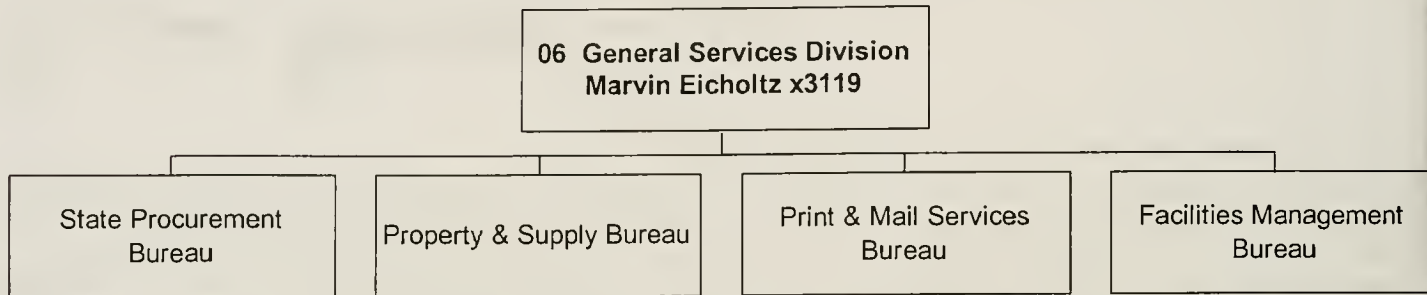 06 General Services Division
Marvin Eicholtz x3119
State Procurement
Bureau
Property & Supply Bureau
Print & Mail Services
Bureau
Facilities Management
Bureau